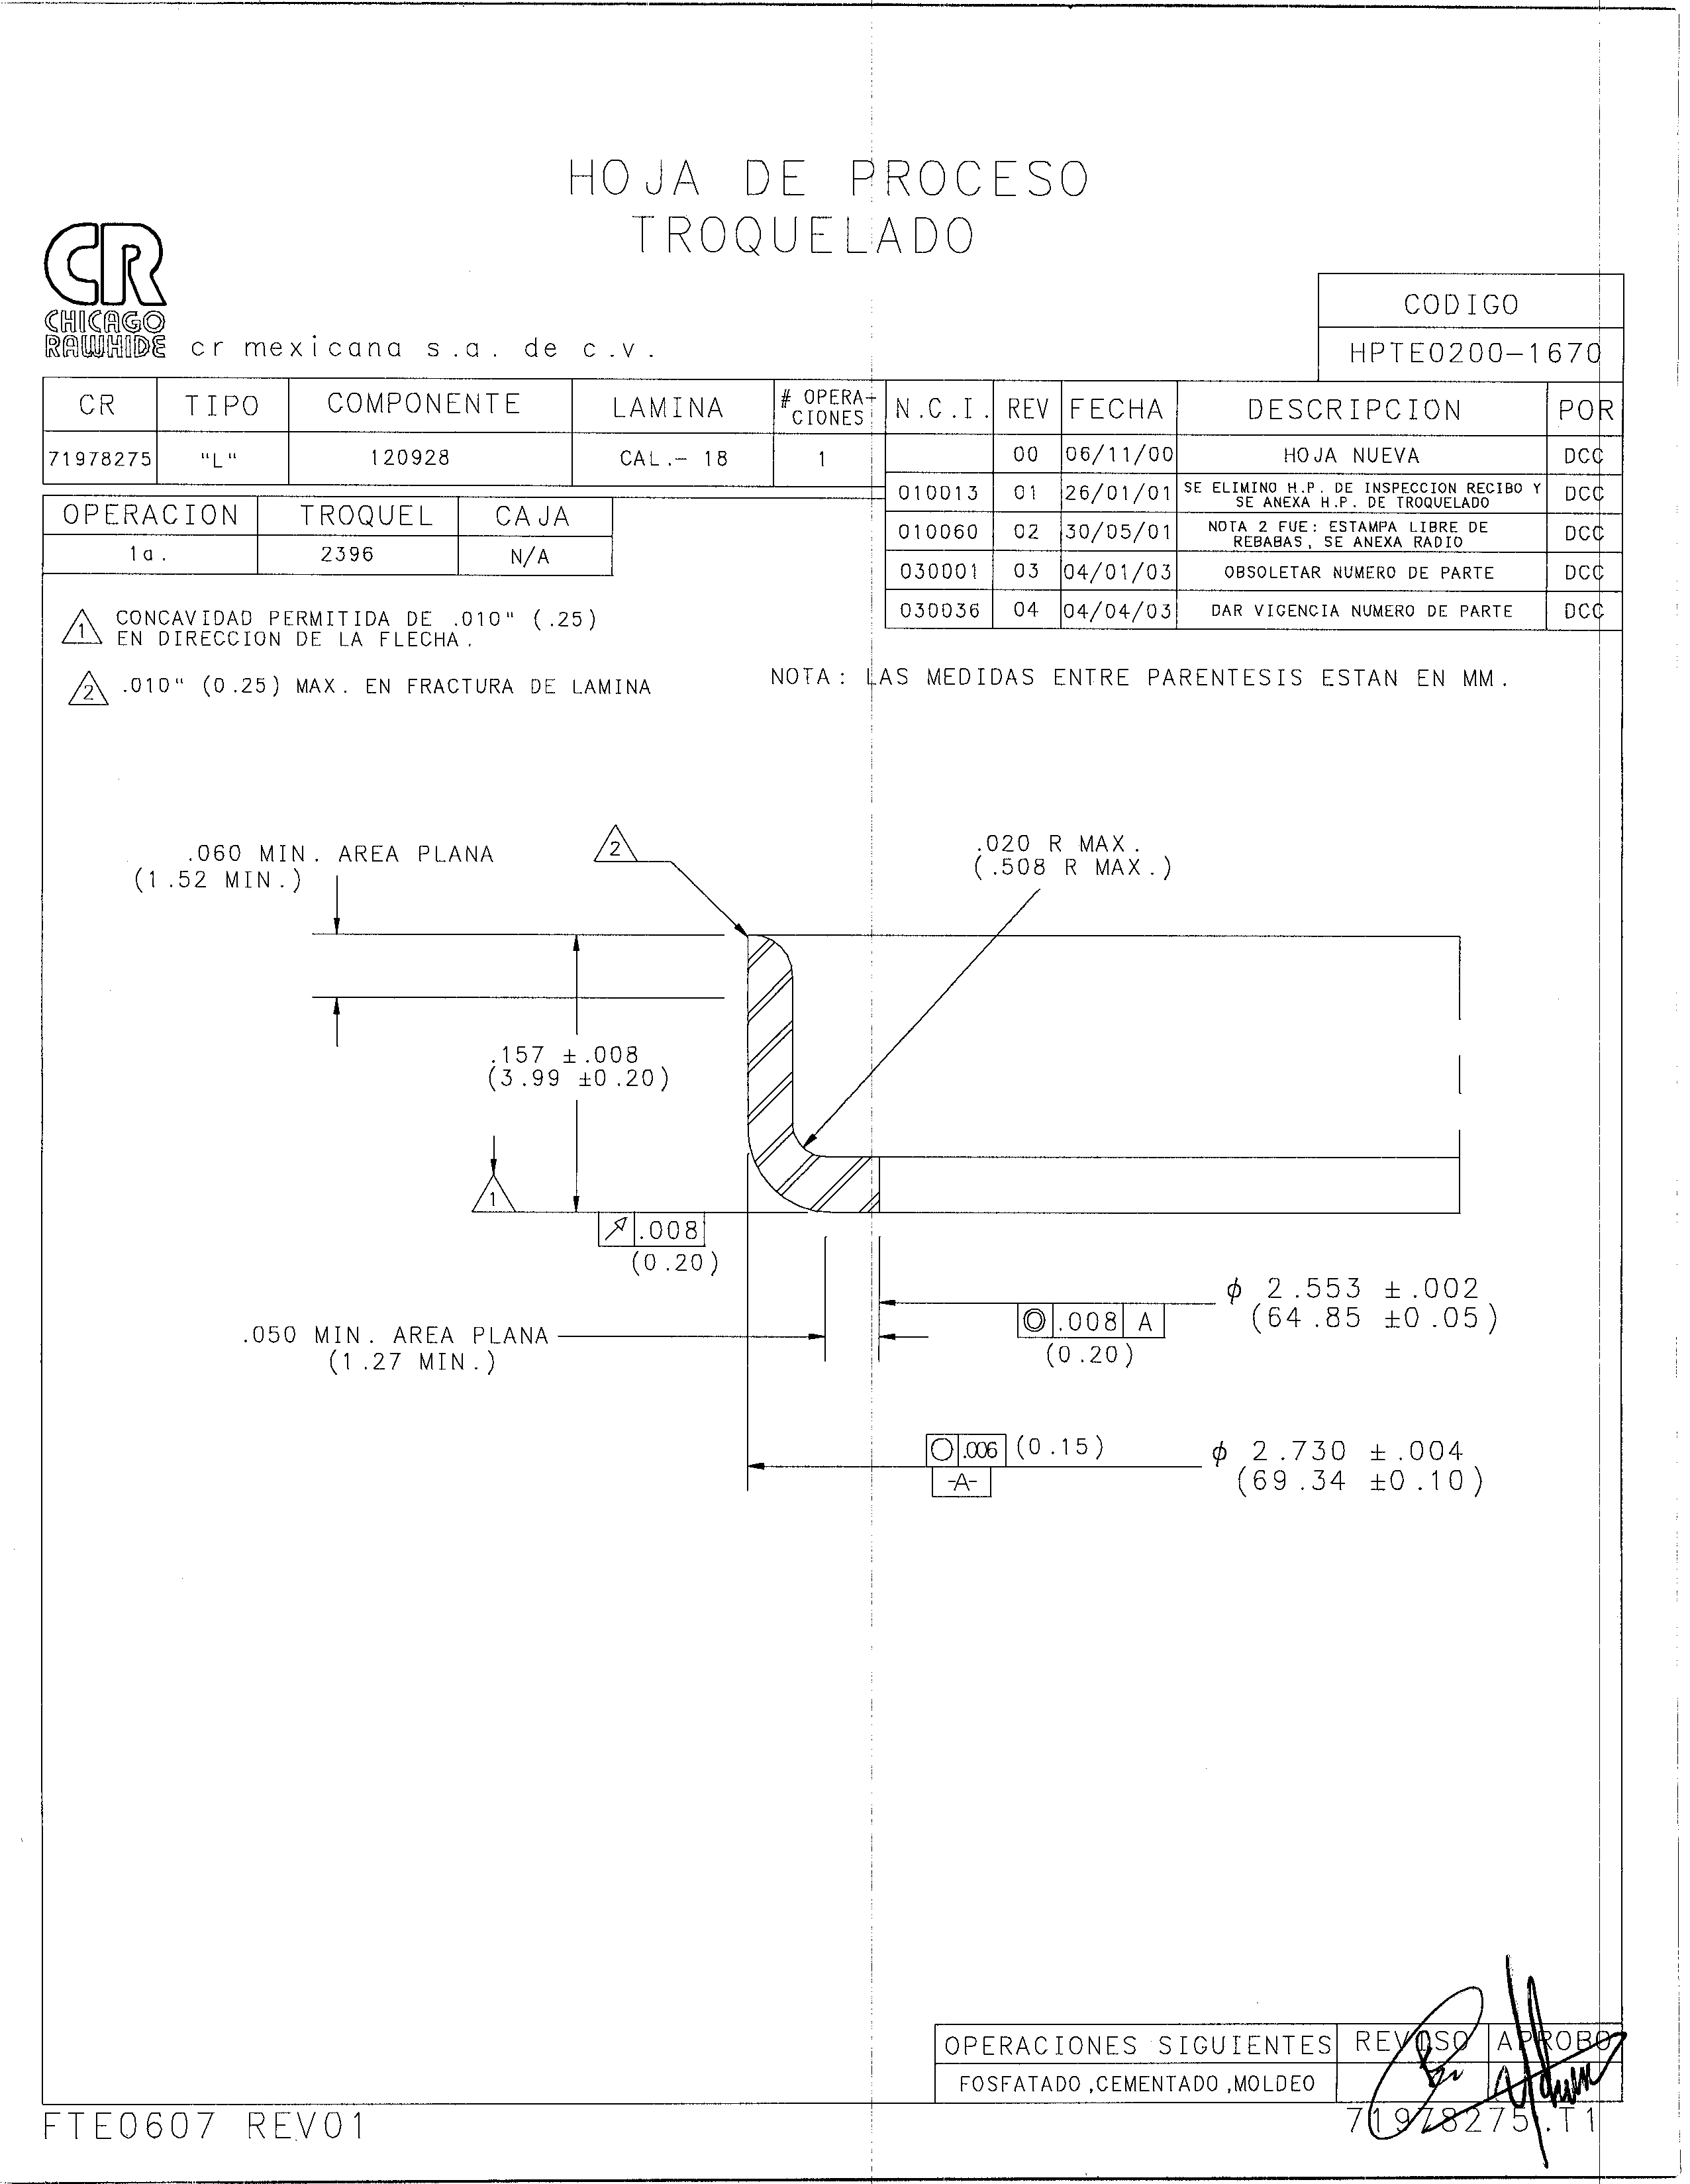 HOJA DE PROCESO
TROQUELADO
CR
CHICAGO
RAWHIDE
cr mexicana s.a. de c.v.
CODIGO
HPTE0200-1670
CR TIPO COMPONENTE LAMINA # OPERA-CIONES
71978275 "L" 120928 CAL.- 18 1
N.C.I. REV FECHA DESCRIPCION POR
00 06/11/00 HOJA NUEVA DCC
010013 01 26/01/01 SE ELIMINO H.P. DE INSPECCION RECIBO Y
SE ANEXA H.P. DE TROQUELADO DCC
010060 02 30/05/01 NOTA 2 FUE: ESTAMPA LIBRE DE
REBABAS, SE ANEXA RADIO DCC
030001 03 04/01/03 OBSOLETAR NUMERO DE PARTE DCC
030036 04 04/04/03 DAR VIGENCIA NUMERO DE PARTE DCC
OPERACION TROQUEL CAJA
1a. 2396 N/A
1 CONCAVIDAD PERMITIDA DE .010" (.25)
EN DIRECCION DE LA FLECHA.
2 .010" (0.25) MAX. EN FRACTURA DE LAMINA
NOTA: LAS MEDIDAS ENTRE PARENTESIS ESTAN EN MM.
.060 MIN. AREA PLANA
(1.52 MIN.)
2
.020 R MAX.
(.508 R MAX.)
.157 ±.008
(3.99 ±0.20)
1
.008
(0.20)
.050 MIN. AREA PLANA
(1.27 MIN.)
ϕ 2.553 ±.002
(64.85 ±0.05)
.008 A
(0.20)
.006 (0.15)
-A-
ϕ 2.730 ±.004
(69.34 ±0.10)
OPERACIONES SIGUIENTES REVISO APROBO
FOSFATADO,CEMENTADO,MOLDEO
FTE0607 REV01
71978275.T1